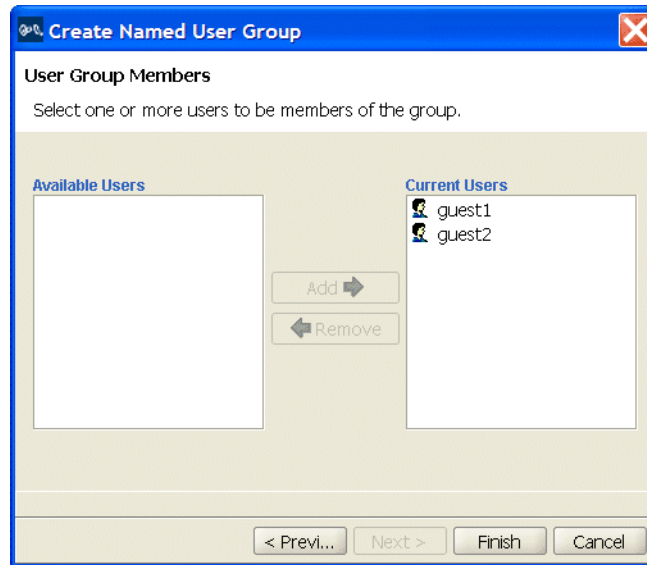 Create Named User Group
User Group Members
Select one or more users to be members of the group.
Available Users
Current Users
guest1
guest2
Add
Remove
< Previ... Next > Finish Cancel